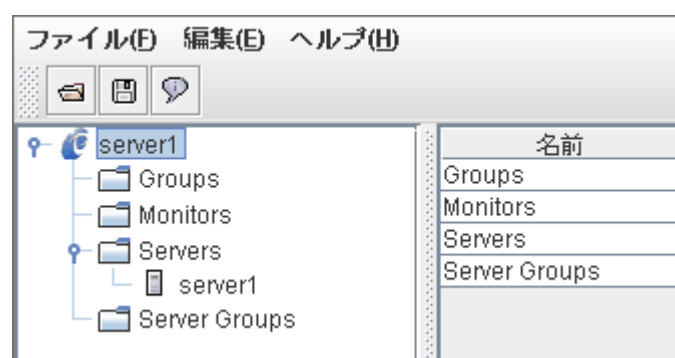 ファイル(F) 編集(E) ヘルプ(H)
server1
Groups
Monitors
Servers
server1
Server Groups
名前
Groups
Monitors
Servers
Server Groups